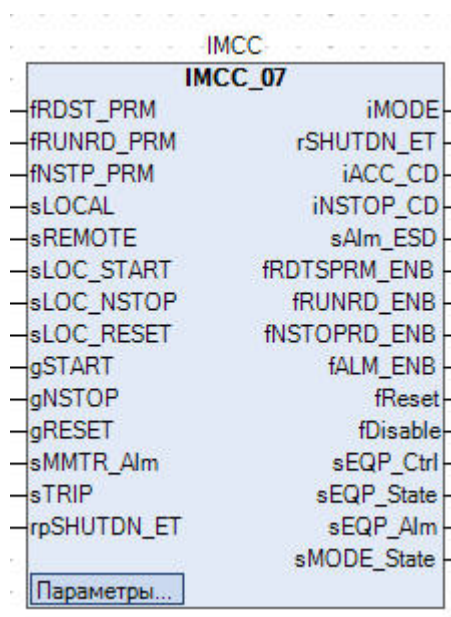 IMCC
IMCC_07
fRDST_PRM iMODE
fRUNRD_PRM rSHUTDN_ET
fNSTP_PRM iACC_CD
sLOCAL iNSTOP_CD
sREMOTE sAlm_ESD
sLOC_START fRDTSPRM_ENB
sLOC_NSTOP fRUNRD_ENB
sLOC_RESET fNSTOPRD_ENB
gSTART fALM_ENB
gNSTOP fReset
gRESET fDisable
sMMTR_Alm sEQP_Ctrl
sTRIP sEQP_State
rpSHUTDN_ET sEQP_Alm
sMODE_State
Параметры...